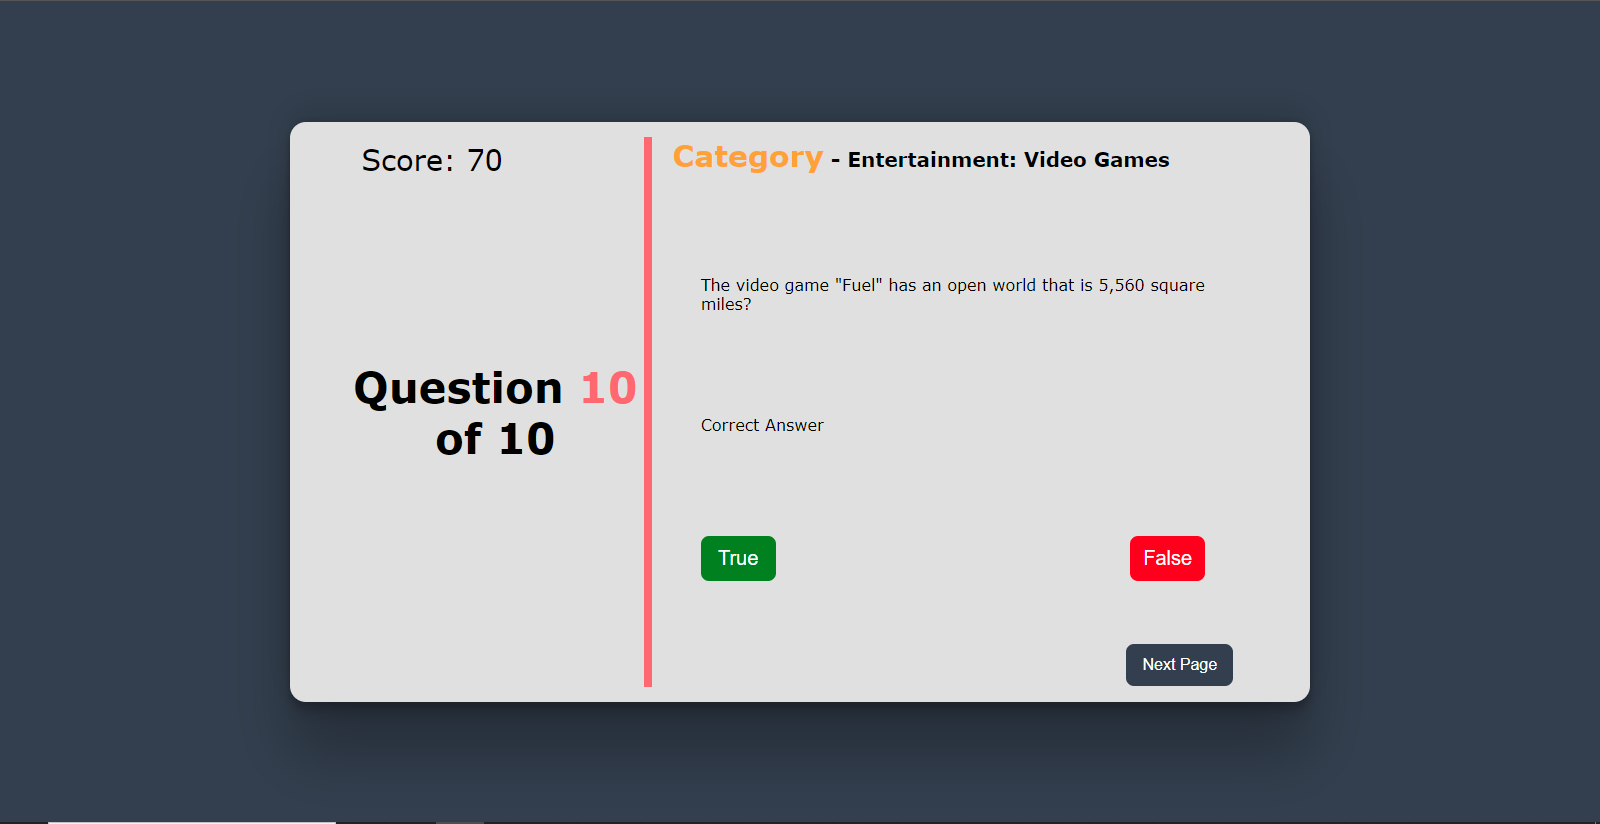 Score: 70
Question 10
of 10
Category - Entertainment: Video Games
The video game "Fuel" has an open world that is 5,560 square
miles?
Correct Answer
True
False
Next Page